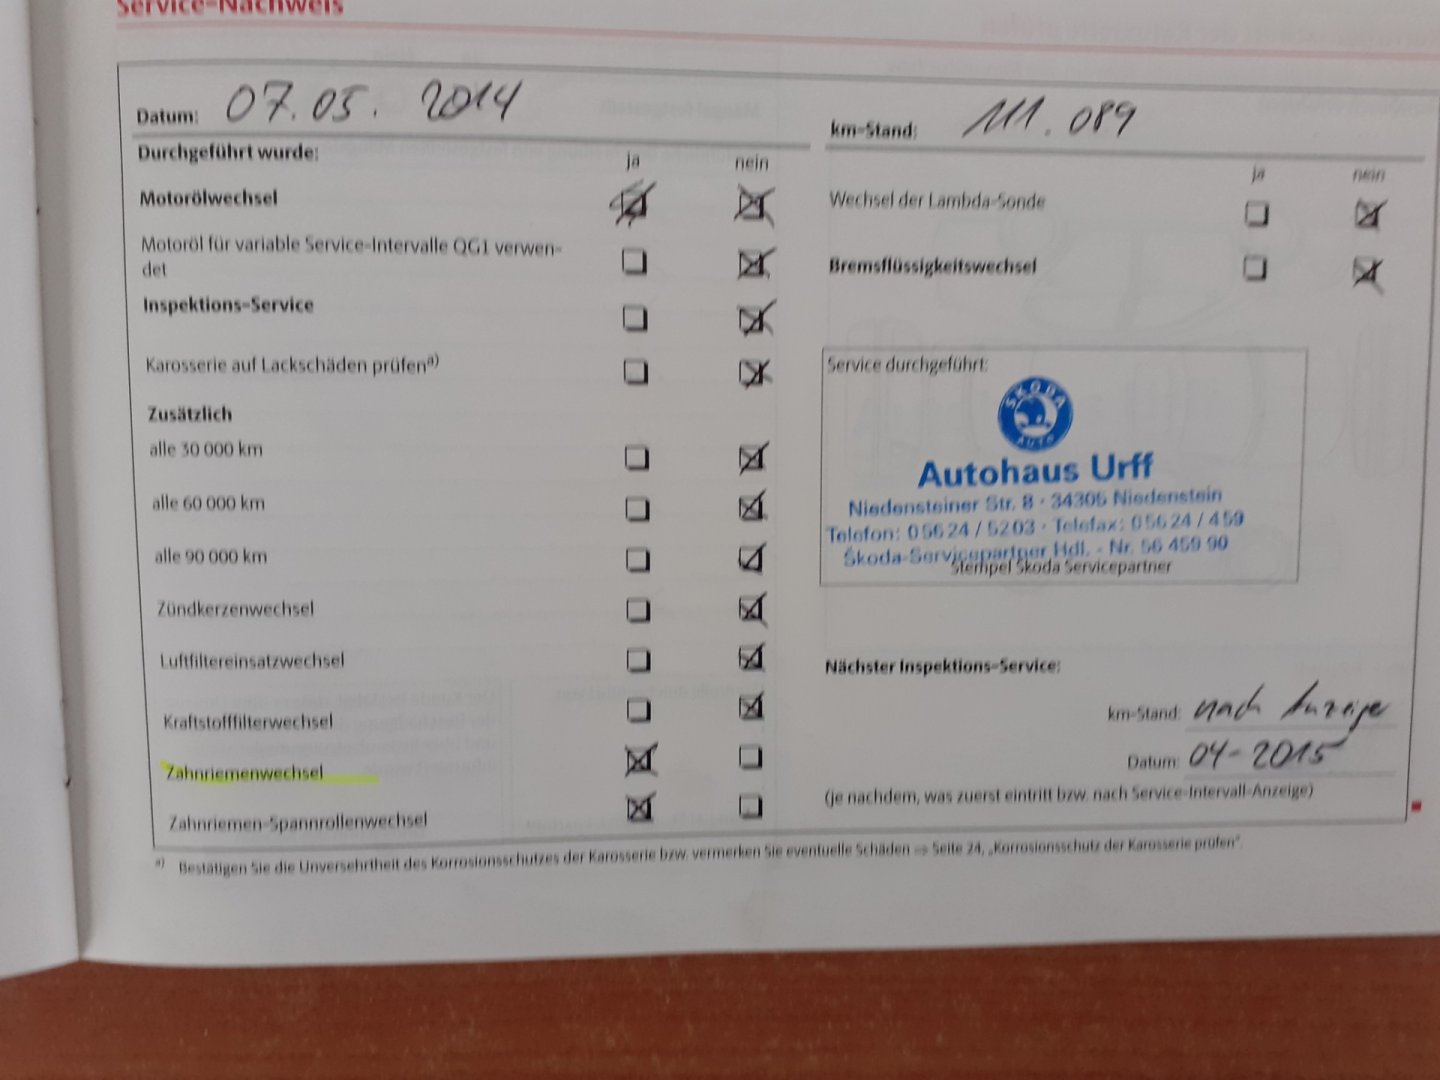 Service-Nachweis
Datum: 07.05.2014
km-Stand: 111.089
Durchgeführt wurde:
ja nein
ja nein
Motorölwechsel
Wechsel der Lambda-Sonde
Motoröl für variable Service-Intervalle QG1 verwen-
det
Bremsflüssigkeitswechsel
Inspektions-Service
Karosserie auf Lackschäden prüfen a)
Zusätzlich
alle 30 000 km
alle 60 000 km
alle 90 000 km
Zündkerzenwechsel
Luftfiltereinsatzwechsel
Kraftstofffilterwechsel
Zahnriemenwechsel
Zahnriemen-Spannrollenwechsel
Service durchgeführt:
ŠKODA
AUTO
Autohaus Urff
Niedensteiner Str. 8 · 34305 Niedenstein
Telefon: 05624 / 5203 · Telefax: 05624 / 459
Škoda-Servicepartner Hdl. - Nr. 56 459 90
Stempel Škoda Servicepartner
Nächster Inspektions-Service:
km-Stand: nach Anzeige
Datum: 04-2015
(je nachdem, was zuerst eintritt bzw. nach Service-Intervall-Anzeige)
a) Bestätigen Sie die Unversehrtheit des Korrosionsschutzes der Karosserie bzw. vermerken Sie eventuelle Schäden ⇒ Seite 24, „Korrosionsschutz der Karosserie prüfen“.